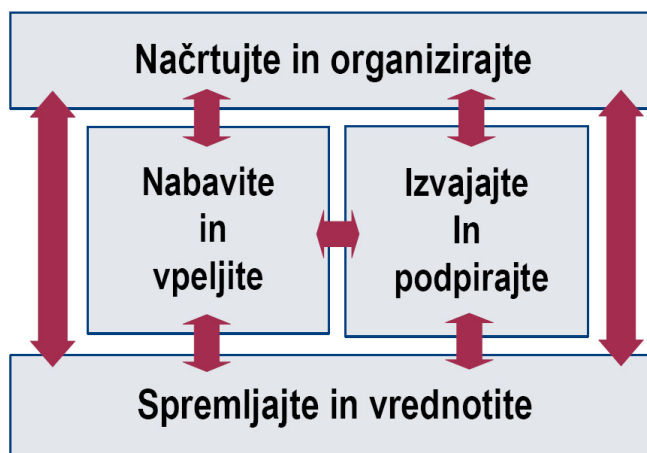 Načrtujte in organizirajte
Nabavite
in
vpeljite
Izvajajte
In
podpirajte
Spremljajte in vrednotite